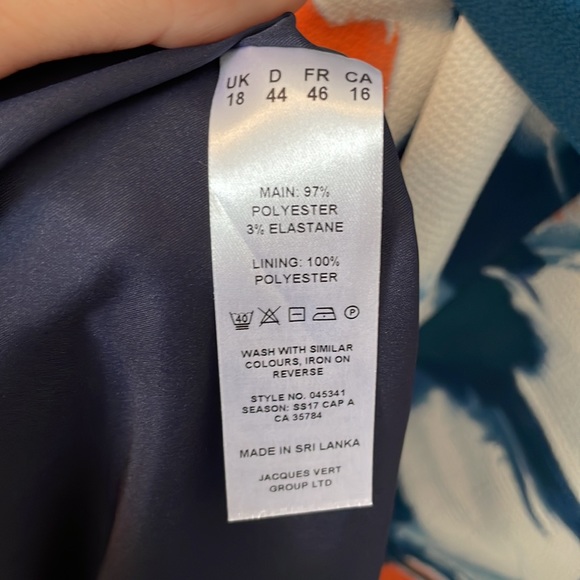 UK D FR CA
18 44 46 16
MAIN: 97%
POLYESTER
3% ELASTANE
LINING: 100%
POLYESTER
40 P
WASH WITH SIMILAR
COLOURS, IRON ON
REVERSE
STYLE NO. 045341
SEASON: SS17 CAP A
CA 35784
MADE IN SRI LANKA
JACQUES VERT
GROUP LTD